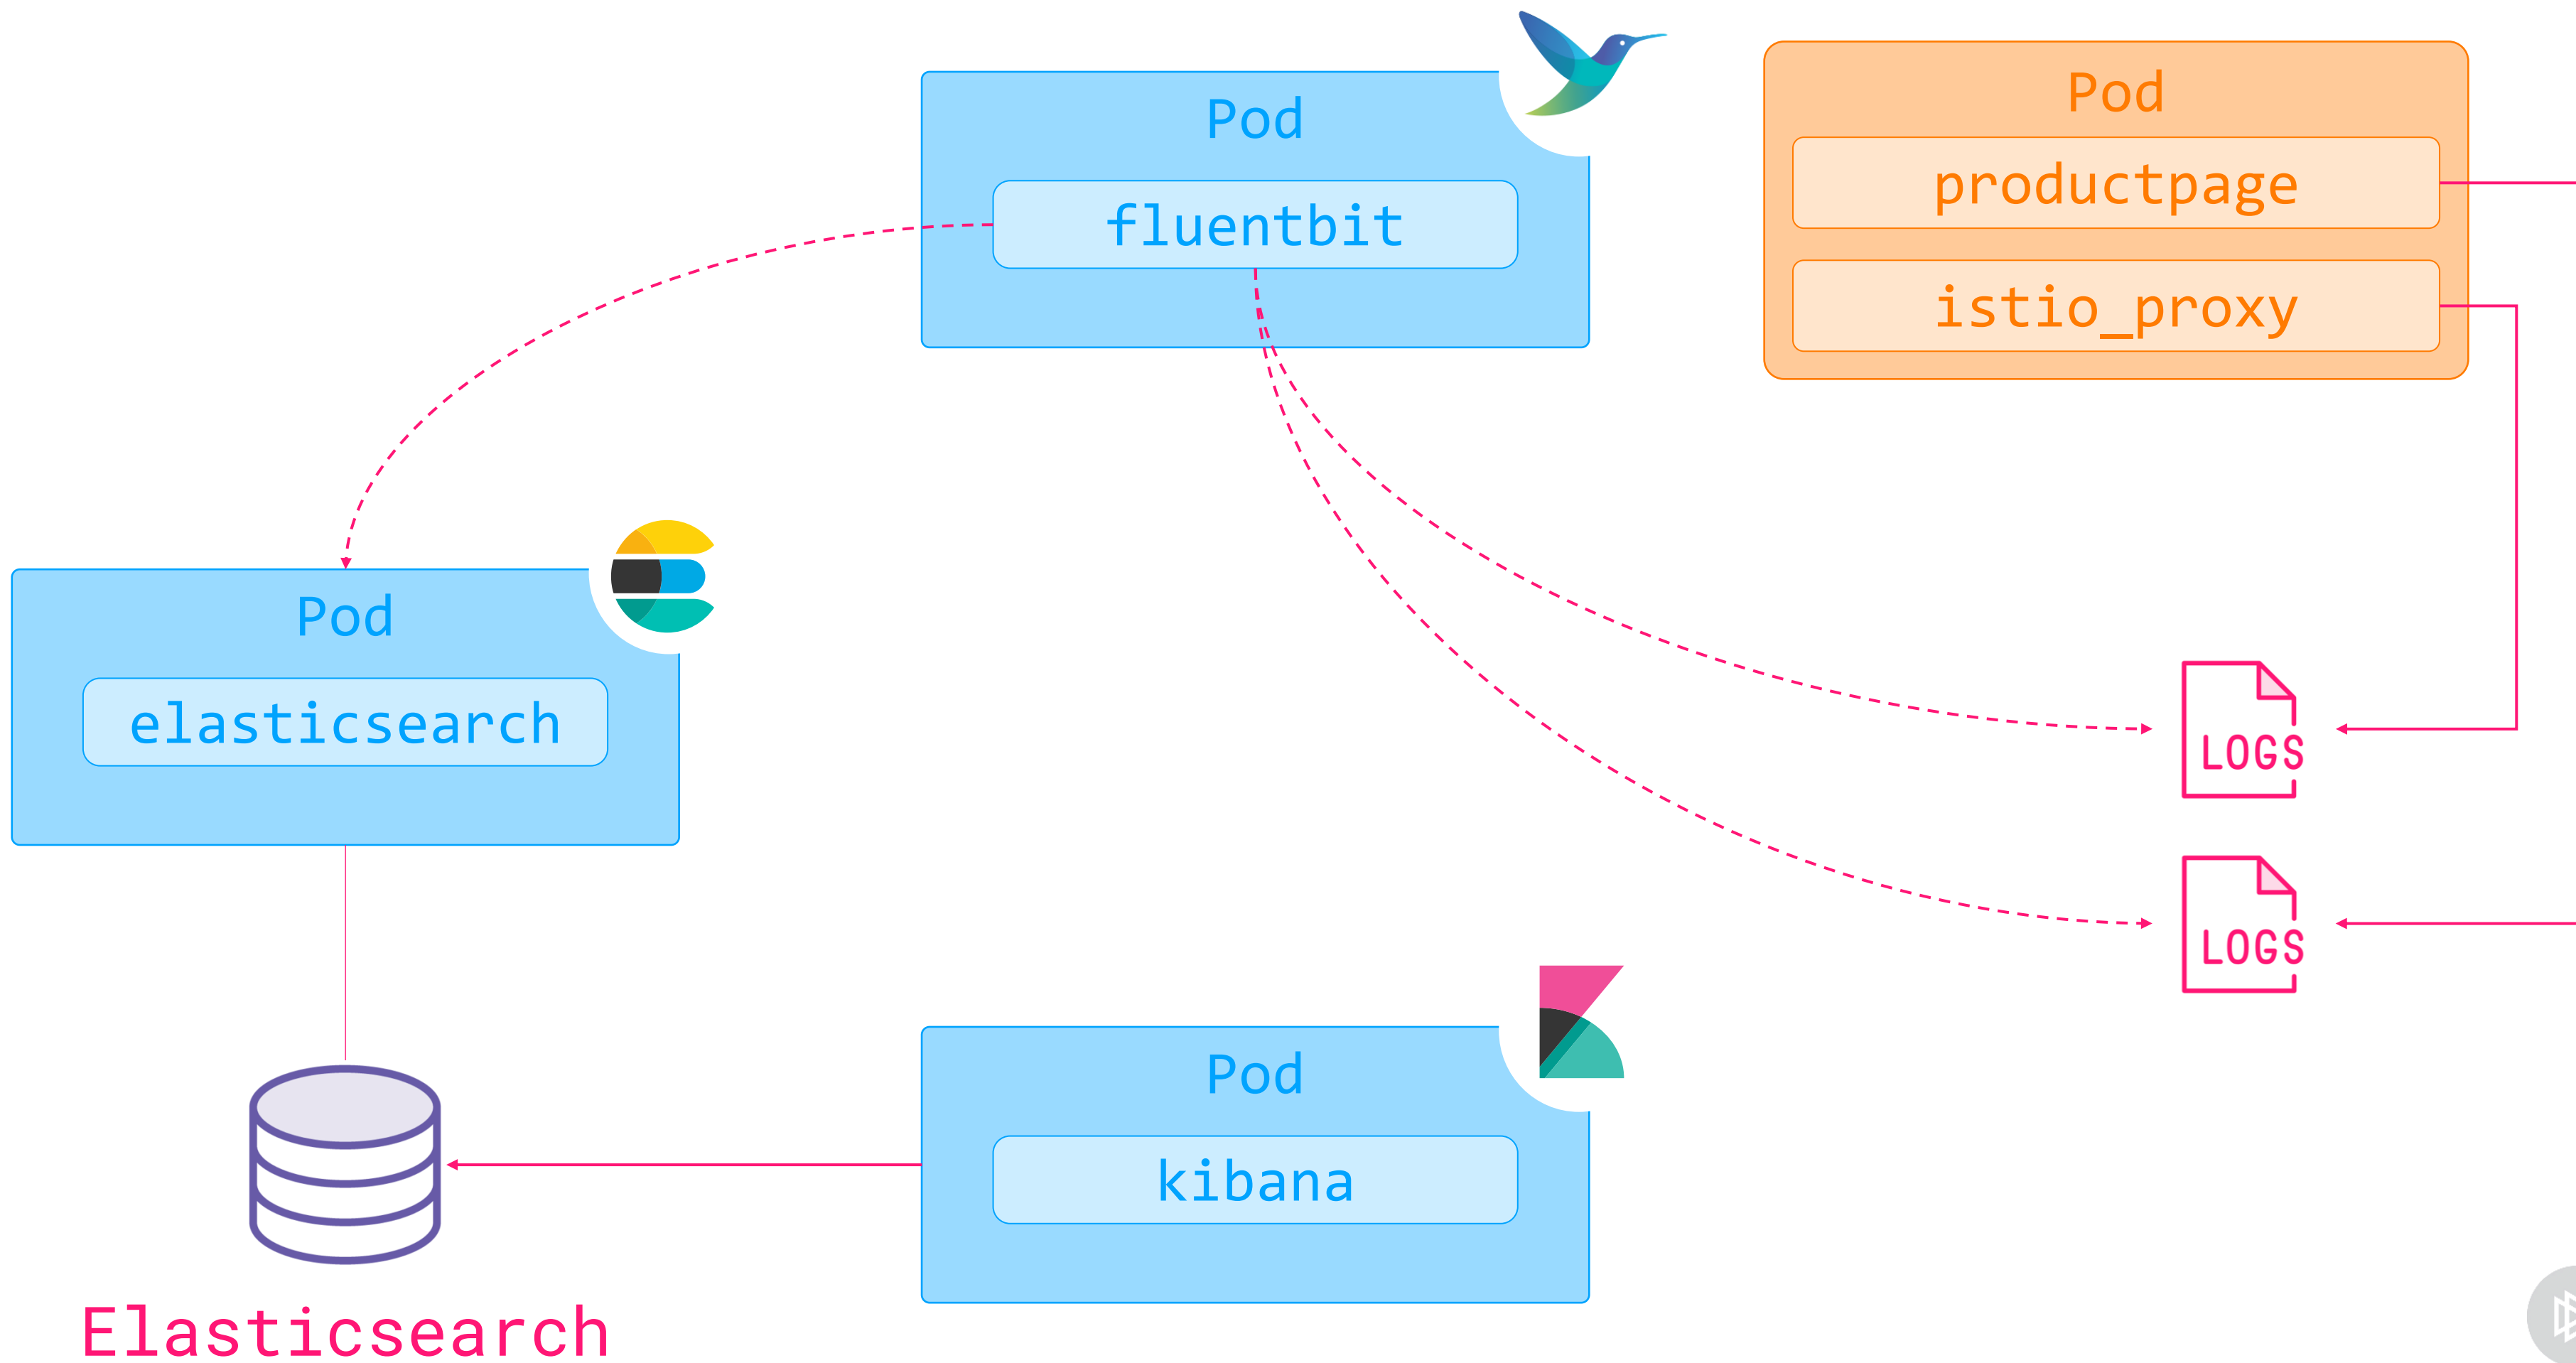 Pod
fluentbit
Pod
productpage
istio_proxy
Pod
elasticsearch
LOGS
LOGS
Pod
kibana
Elasticsearch